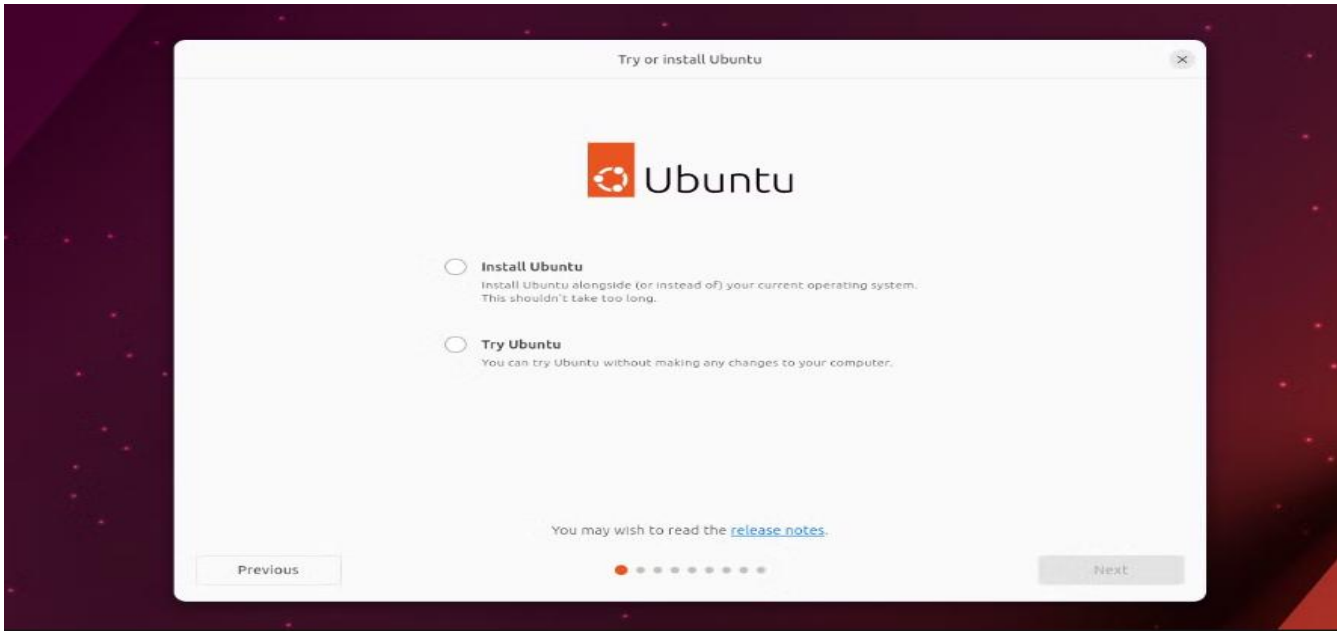 Try or install Ubuntu
Ubuntu
Install Ubuntu
Install Ubuntu alongside (or instead of) your current operating system.
This shouldn't take too long.
Try Ubuntu
You can try Ubuntu without making any changes to your computer.
You may wish to read the release notes.
Previous
Next